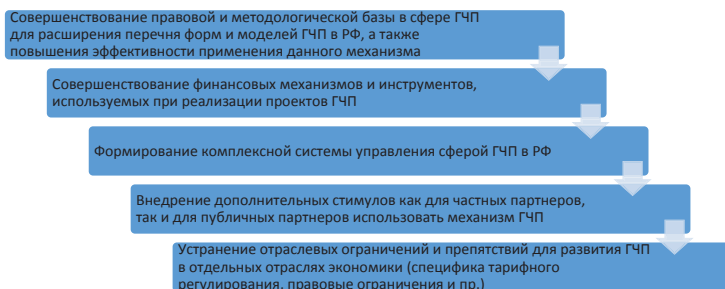 Совершенствование правовой и методологической базы в сфере ГЧП
для расширения перечня форм и моделей ГЧП в РФ, а также
повышения эффективности применения данного механизма
Совершенствование финансовых механизмов и инструментов,
используемых при реализации проектов ГЧП
Формирование комплексной системы управления сферой ГЧП в РФ
Внедрение дополнительных стимулов как для частных партнеров,
так и для публичных партнеров использовать механизм ГЧП
Устранение отраслевых ограничений и препятствий для развития ГЧП
в отдельных отраслях экономики (специфика тарифного
регулирования, правовые ограничения и пр.)